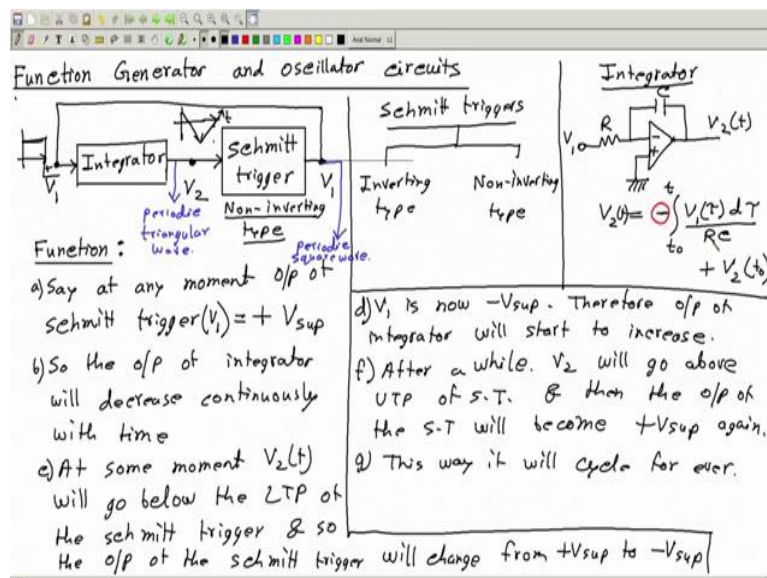 Function Generator and oscillator circuits
V₁
Integrator
V₂
t
Schmitt
trigger
V₁
Non-inverting
type
periodic
triangular
wave.
periodic
square wave.
Function :
a) Say at any moment o/p of
schmitt trigger (V₁) = + Vsup
b) So the o/p of integrator
will decrease continuously
with time
c) At some moment V₂(t)
will go below the LTP of
the schmitt trigger & so
the o/p of the schmitt trigger will change from +Vsup to -Vsup
Schmitt triggers
Inverting
type
Non-inverting
type
Integrator
C
R
V₁
-
+
V₂(t)
V₂(t) = - ∫ V₁(τ) dτ
t
t₀
RC
+ V₂(t₀)
d) V₁ is now -Vsup. Therefore o/p of
integrator will start to increase.
f) After a while. V₂ will go above
UTP of S.T. & then the o/p of
the S-T will become +Vsup again.
g) This way it will cycle for ever.